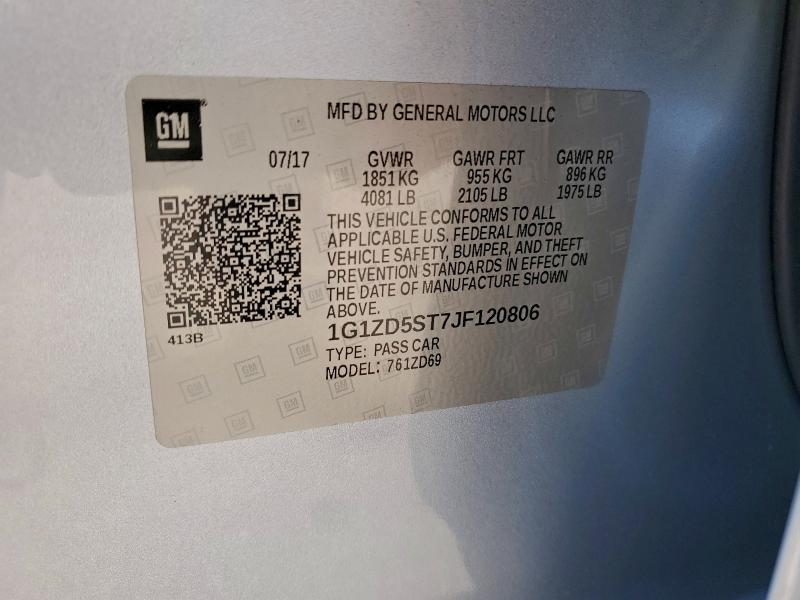 GM
MFD BY GENERAL MOTORS LLC
07/17 GVWR GAWR FRT GAWR RR
1851 KG 955 KG 896 KG
4081 LB 2105 LB 1975 LB
THIS VEHICLE CONFORMS TO ALL
APPLICABLE U.S. FEDERAL MOTOR
VEHICLE SAFETY, BUMPER, AND THEFT
PREVENTION STANDARDS IN EFFECT ON
THE DATE OF MANUFACTURE SHOWN
ABOVE.
1G1ZD5ST7JF120806
413B
TYPE: PASS CAR
MODEL: 761ZD69